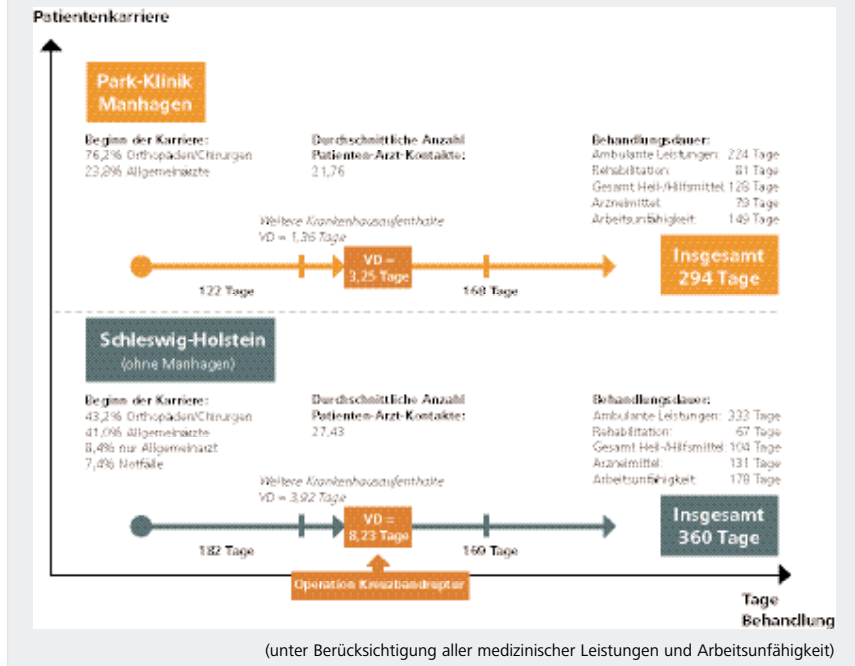 Patientenkarriere
Park-Klinik
Manhagen
Beginn der Karriere:
76,2% Orthopäden/Chirurgen
23,8% Allgemeinärzte
Durchschnittliche Anzahl
Patienten-Arzt-Kontakte:
21,76
Behandlungsdauer:
Ambulante Leistungen: 224 Tage
Rehabilitation: 81 Tage
Gesamt Heil-/Hilfsmittel: 128 Tage
Arzneimittel: 79 Tage
Arbeitsunfähigkeit: 149 Tage
Weitere Krankenhausaufenthalte
VD = 1,36 Tage
VD =
3,25 Tage
122 Tage
168 Tage
Insgesamt
294 Tage
Schleswig-Holstein
(ohne Manhagen)
Beginn der Karriere:
43,2% Orthopäden/Chirurgen
41,0% Allgemeinärzte
8,4% nur Allgemeinarzt
7,4% Notfälle
Durchschnittliche Anzahl
Patienten-Arzt-Kontakte:
27,43
Behandlungsdauer:
Ambulante Leistungen: 333 Tage
Rehabilitation: 67 Tage
Gesamt Heil-/Hilfsmittel: 104 Tage
Arzneimittel: 131 Tage
Arbeitsunfähigkeit: 178 Tage
Weitere Krankenhausaufenthalte
VD = 3,92 Tage
VD =
8,23 Tage
182 Tage
169 Tage
Insgesamt
360 Tage
Operation Kreuzbandruptur
Tage
Behandlung
(unter Berücksichtigung aller medizinischer Leistungen und Arbeitsunfähigkeit)